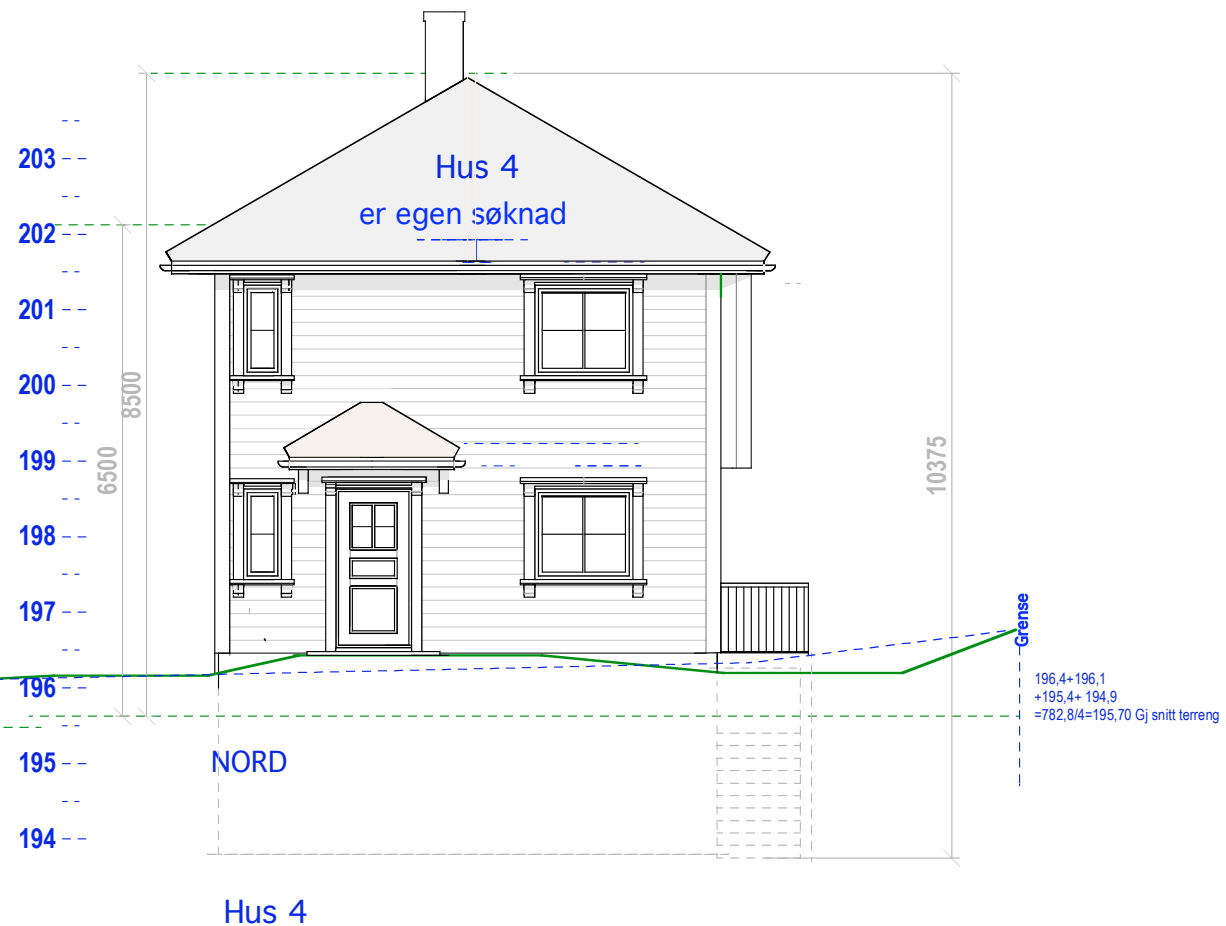 Hus 4
er egen søknad
203
202
201
200
199
198
197
196
195
194
8500
6500
10375
Grense
196,4+196,1
+195,4+ 194,9
=782,8/4=195,70 Gj snitt terreng
NORD
Hus 4